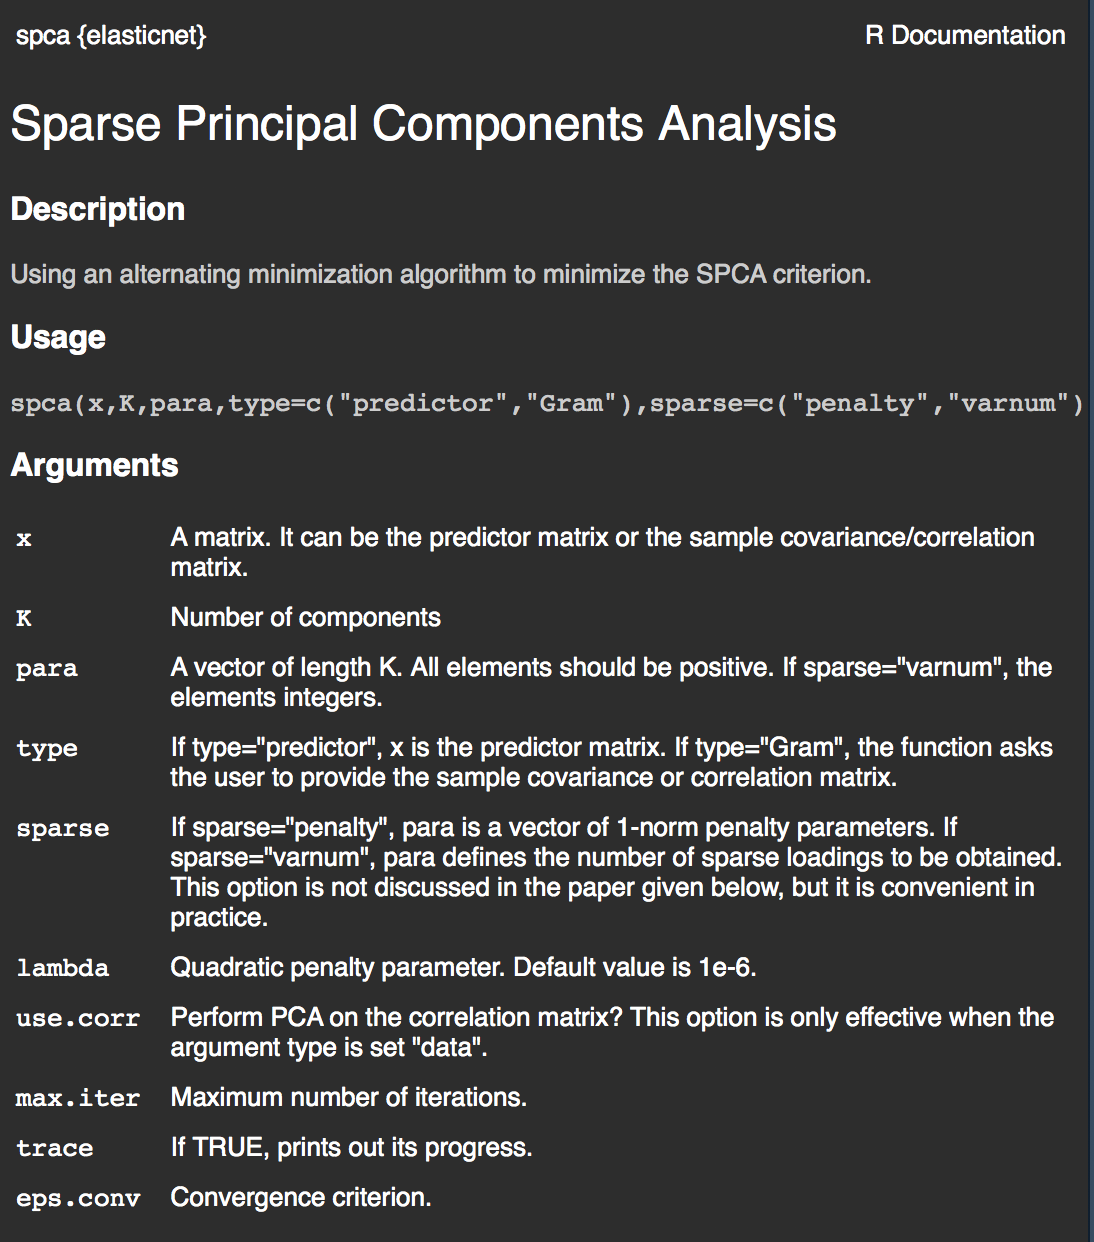 spca {elasticnet}
R Documentation
Sparse Principal Components Analysis
Description
Using an alternating minimization algorithm to minimize the SPCA criterion.
Usage
spca(x,K,para,type=c("predictor","Gram"),sparse=c("penalty","varnum")
Arguments
x A matrix. It can be the predictor matrix or the sample covariance/correlation
matrix.
K Number of components
para A vector of length K. All elements should be positive. If sparse="varnum", the
elements integers.
type If type="predictor", x is the predictor matrix. If type="Gram", the function asks
the user to provide the sample covariance or correlation matrix.
sparse If sparse="penalty", para is a vector of 1-norm penalty parameters. If
sparse="varnum", para defines the number of sparse loadings to be obtained.
This option is not discussed in the paper given below, but it is convenient in
practice.
lambda Quadratic penalty parameter. Default value is 1e-6.
use.corr Perform PCA on the correlation matrix? This option is only effective when the
argument type is set "data".
max.iter Maximum number of iterations.
trace If TRUE, prints out its progress.
eps.conv Convergence criterion.